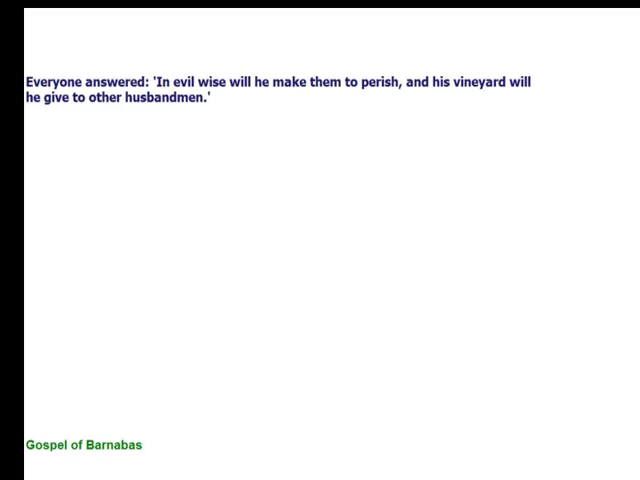 Everyone answered: 'In evil wise will he make them to perish, and his vineyard will
he give to other husbandmen.'
Gospel of Barnabas